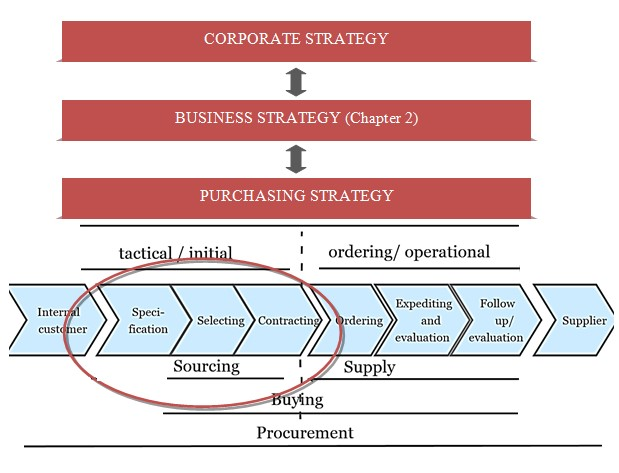 CORPORATE STRATEGY
BUSINESS STRATEGY (Chapter 2)
PURCHASING STRATEGY
tactical / initial
ordering/ operational
Internal
customer
Speci-
fication
Selecting
Contracting
Ordering
Expediting
and
evaluation
Follow
up/
evaluation
Supplier
Sourcing
Supply
Buying
Procurement